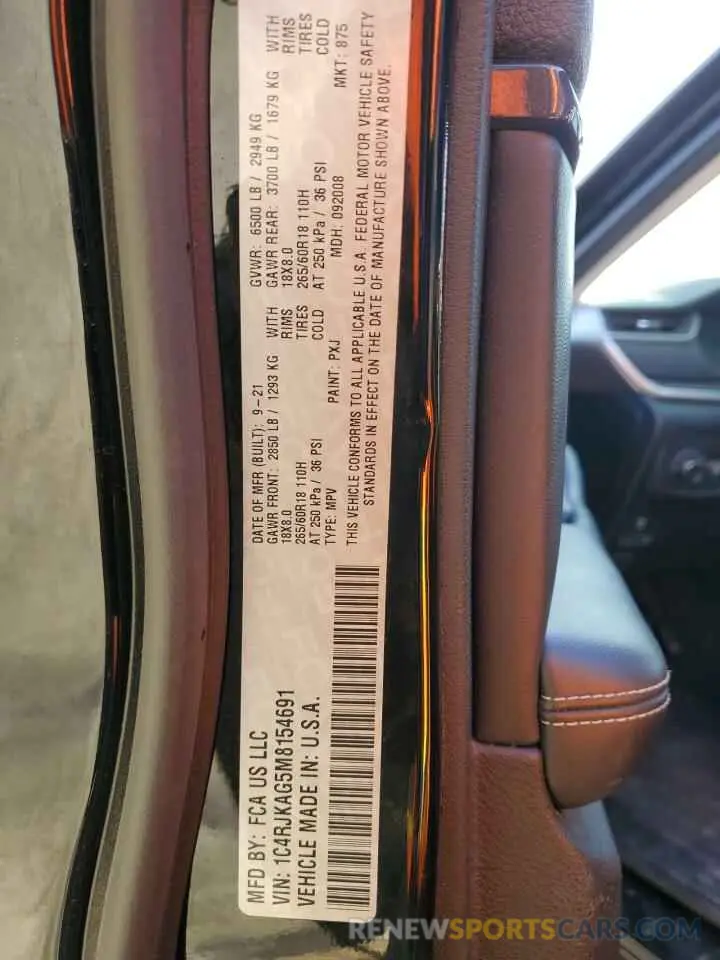 MFD BY: FCA US LLC
VIN: 1C4RJKAG5M8154691
VEHICLE MADE IN: U.S.A.
DATE OF MFR (BUILT): 9-21 GVWR: 6500 LB / 2949 KG
GAWR FRONT: 2850 LB / 1293 KG WITH GAWR REAR: 3700 LB / 1679 KG WITH
18X8.0 RIMS 18X8.0 RIMS
265/60R18 110H TIRES 265/60R18 110H TIRES
AT 250 kPa / 36 PSI COLD AT 250 kPa / 36 PSI COLD
TYPE: MPV PAINT: PXJ MDH: 092008 MKT: 875
THIS VEHICLE CONFORMS TO ALL APPLICABLE U.S.A. FEDERAL MOTOR VEHICLE SAFETY
STANDARDS IN EFFECT ON THE DATE OF MANUFACTURE SHOWN ABOVE.
RENEWSPORTSCARS.COM